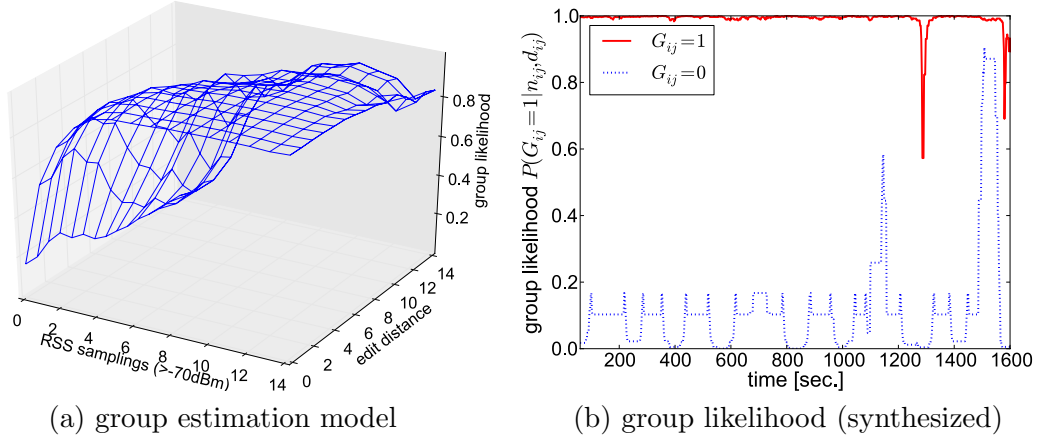 0.8
0.6
0.4
0.2
group likelihood
0 2 4 6 8 10 12 14
RSS samplings (>-70dBm)
0 2 4 6 8 10 12 14
edit distance
(a) group estimation model
group likelihood P(G_ij=1|n_ij,d_ij)
1.0
0.8
0.6
0.4
0.2
0.0
G_ij=1
G_ij=0
200 400 600 800 1000 1200 1400 1600
time [sec.]
(b) group likelihood (synthesized)